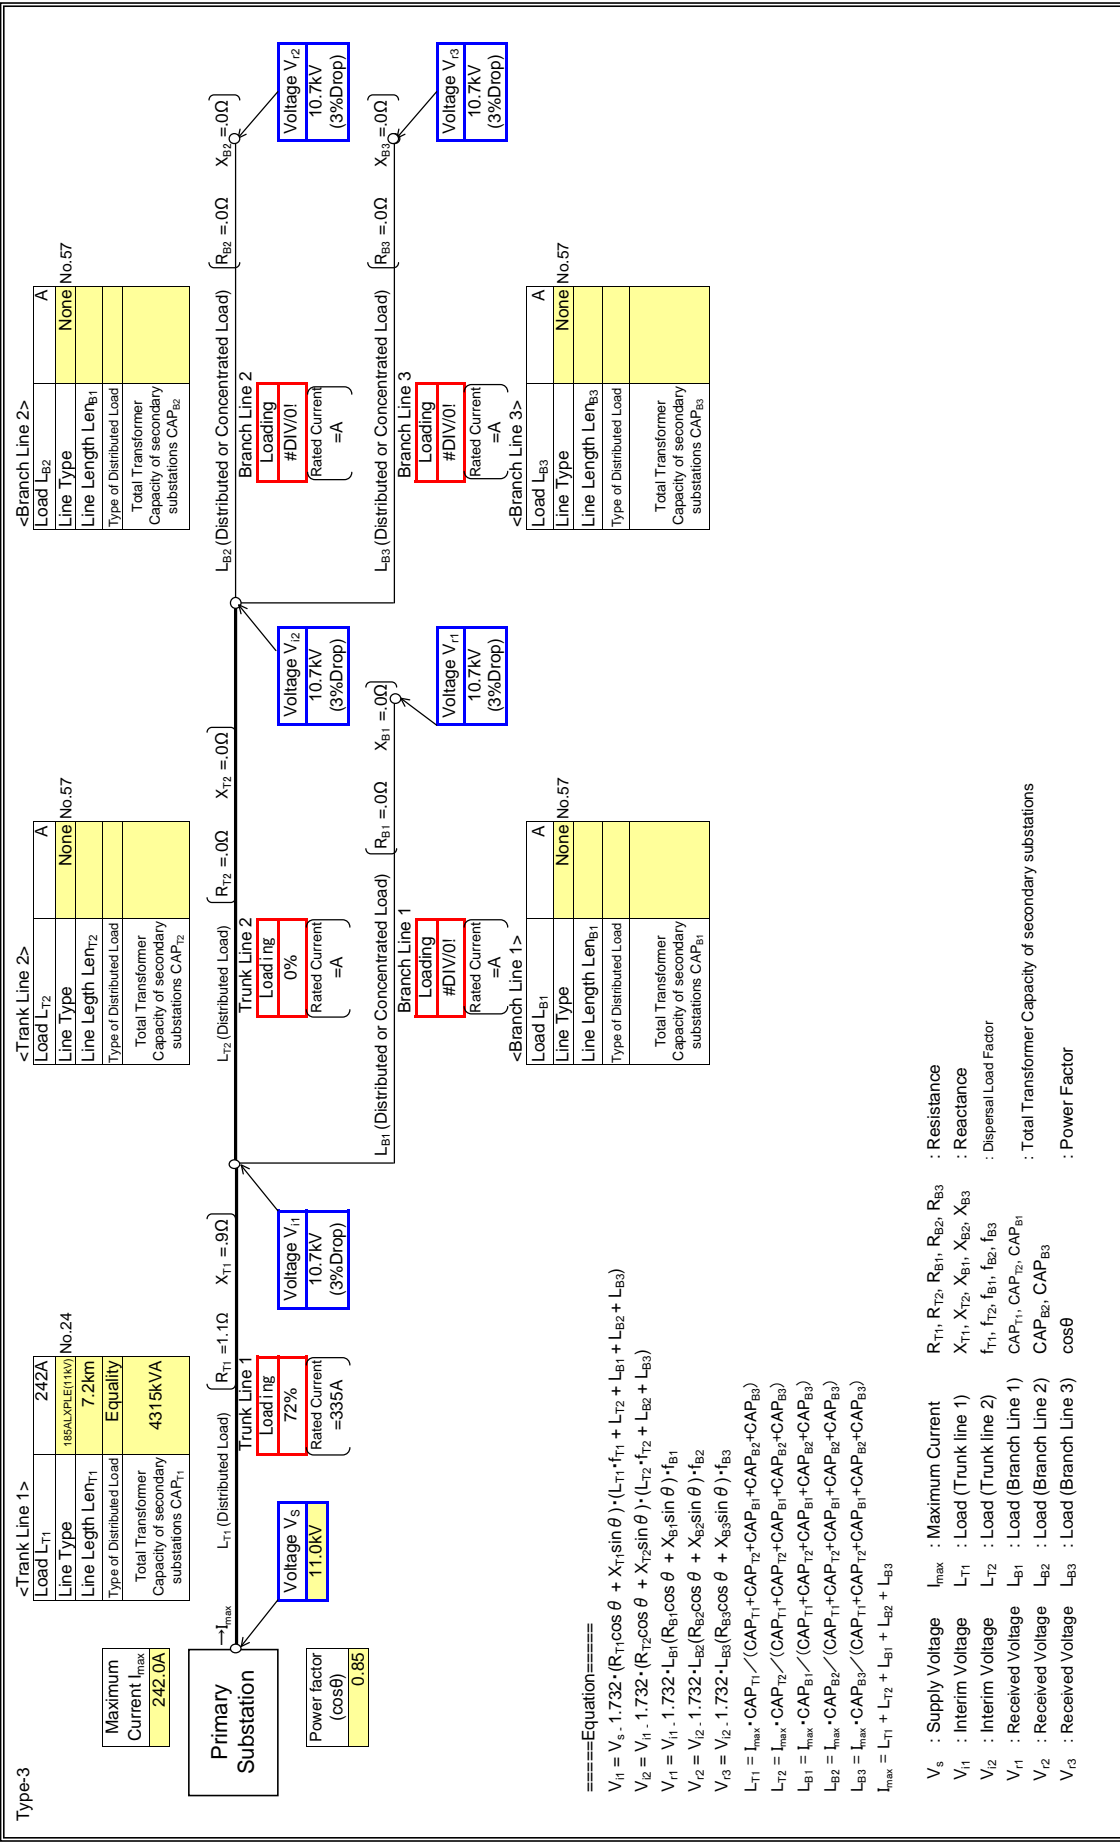 Type-3
Maximum
Current Imax
242.0A
Primary
Substation
Power factor
(cosθ)
0.85
→Imax
Voltage Vs
11.0kV
<Trank Line 1>
Load LT1 242A
Line Type 185ALXPLE(11kV) No.24
Line Legth LenT1 7.2km
Type of Distributed Load Equality
Total Transformer
Capacity of secondary
substations CAPT1
4315kVA
LT1 (Distributed Load) RT1 =1.1Ω XT1 =.9Ω
Trunk Line 1
Loading
72%
Rated Current
=335A
Voltage Vi1
10.7kV
(3%Drop)
<Trank Line 2>
Load LT2 A
Line Type None No.57
Line Legth LenT2
Type of Distributed Load
Total Transformer
Capacity of secondary
substations CAPT2
LT2 (Distributed Load) RT2 =.0Ω XT2 =.0Ω
Trunk Line 2
Loading
0%
Rated Current
=A
Voltage Vi2
10.7kV
(3%Drop)
LB1 (Distributed or Concentrated Load) RB1 =.0Ω XB1 =.0Ω
Branch Line 1
Loading
#DIV/0!
Rated Current
=A
Voltage Vr1
10.7kV
(3%Drop)
<Branch Line 1>
Load LB1 A
Line Type None No.57
Line Length LenB1
Type of Distributed Load
Total Transformer
Capacity of secondary
substations CAPB1
<Branch Line 2>
Load LB2 A
Line Type None No.57
Line Length LenB1
Type of Distributed Load
Total Transformer
Capacity of secondary
substations CAPB2
LB2 (Distributed or Concentrated Load) RB2 =.0Ω XB2 =.0Ω
Branch Line 2
Loading
#DIV/0!
Rated Current
=A
Voltage Vr2
10.7kV
(3%Drop)
LB3 (Distributed or Concentrated Load) RB3 =.0Ω XB3 =.0Ω
Branch Line 3
Loading
#DIV/0!
Rated Current
=A
Voltage Vr3
10.7kV
(3%Drop)
<Branch Line 3>
Load LB3 A
Line Type None No.57
Line Length LenB3
Type of Distributed Load
Total Transformer
Capacity of secondary
substations CAPB3
=====Equation=====
Vi1 = Vs - 1.732・(RT1cos θ + XT1sin θ)・(LT1・fT1 + LT2 + LB1 + LB2 + LB3)
Vi2 = Vi1 - 1.732・(RT2cos θ + XT2sin θ)・(LT2・fT2 + LB2 + LB3)
Vr1 = Vi1 - 1.732・LB1(RB1cos θ + XB1sin θ)・fB1
Vr2 = Vi2 - 1.732・LB2(RB2cos θ + XB2sin θ)・fB2
Vr3 = Vi2 - 1.732・LB3(RB3cos θ + XB3sin θ)・fB3
LT1 = Imax・CAPT1／(CAPT1+CAPT2+CAPB1+CAPB2+CAPB3)
LT2 = Imax・CAPT2／(CAPT1+CAPT2+CAPB1+CAPB2+CAPB3)
LB1 = Imax・CAPB1／(CAPT1+CAPT2+CAPB1+CAPB2+CAPB3)
LB2 = Imax・CAPB2／(CAPT1+CAPT2+CAPB1+CAPB2+CAPB3)
LB3 = Imax・CAPB3／(CAPT1+CAPT2+CAPB1+CAPB2+CAPB3)
Imax = LT1 + LT2 + LB1 + LB2 + LB3
Vs : Supply Voltage Imax : Maximum Current RT1, RT2, RB1, RB2, RB3 : Resistance
Vi1 : Interim Voltage LT1 : Load (Trunk line 1) XT1, XT2, XB1, XB2, XB3 : Reactance
Vi2 : Interim Voltage LT2 : Load (Trunk line 2) fT1, fT2, fB1, fB2, fB3 : Dispersal Load Factor
Vr1 : Received Voltage LB1 : Load (Branch Line 1) CAPT1, CAPT2, CAPB1
Vr2 : Received Voltage LB2 : Load (Branch Line 2) CAPB2, CAPB3 : Total Transformer Capacity of secondary substations
Vr3 : Received Voltage LB3 : Load (Branch Line 3) cosθ : Power Factor